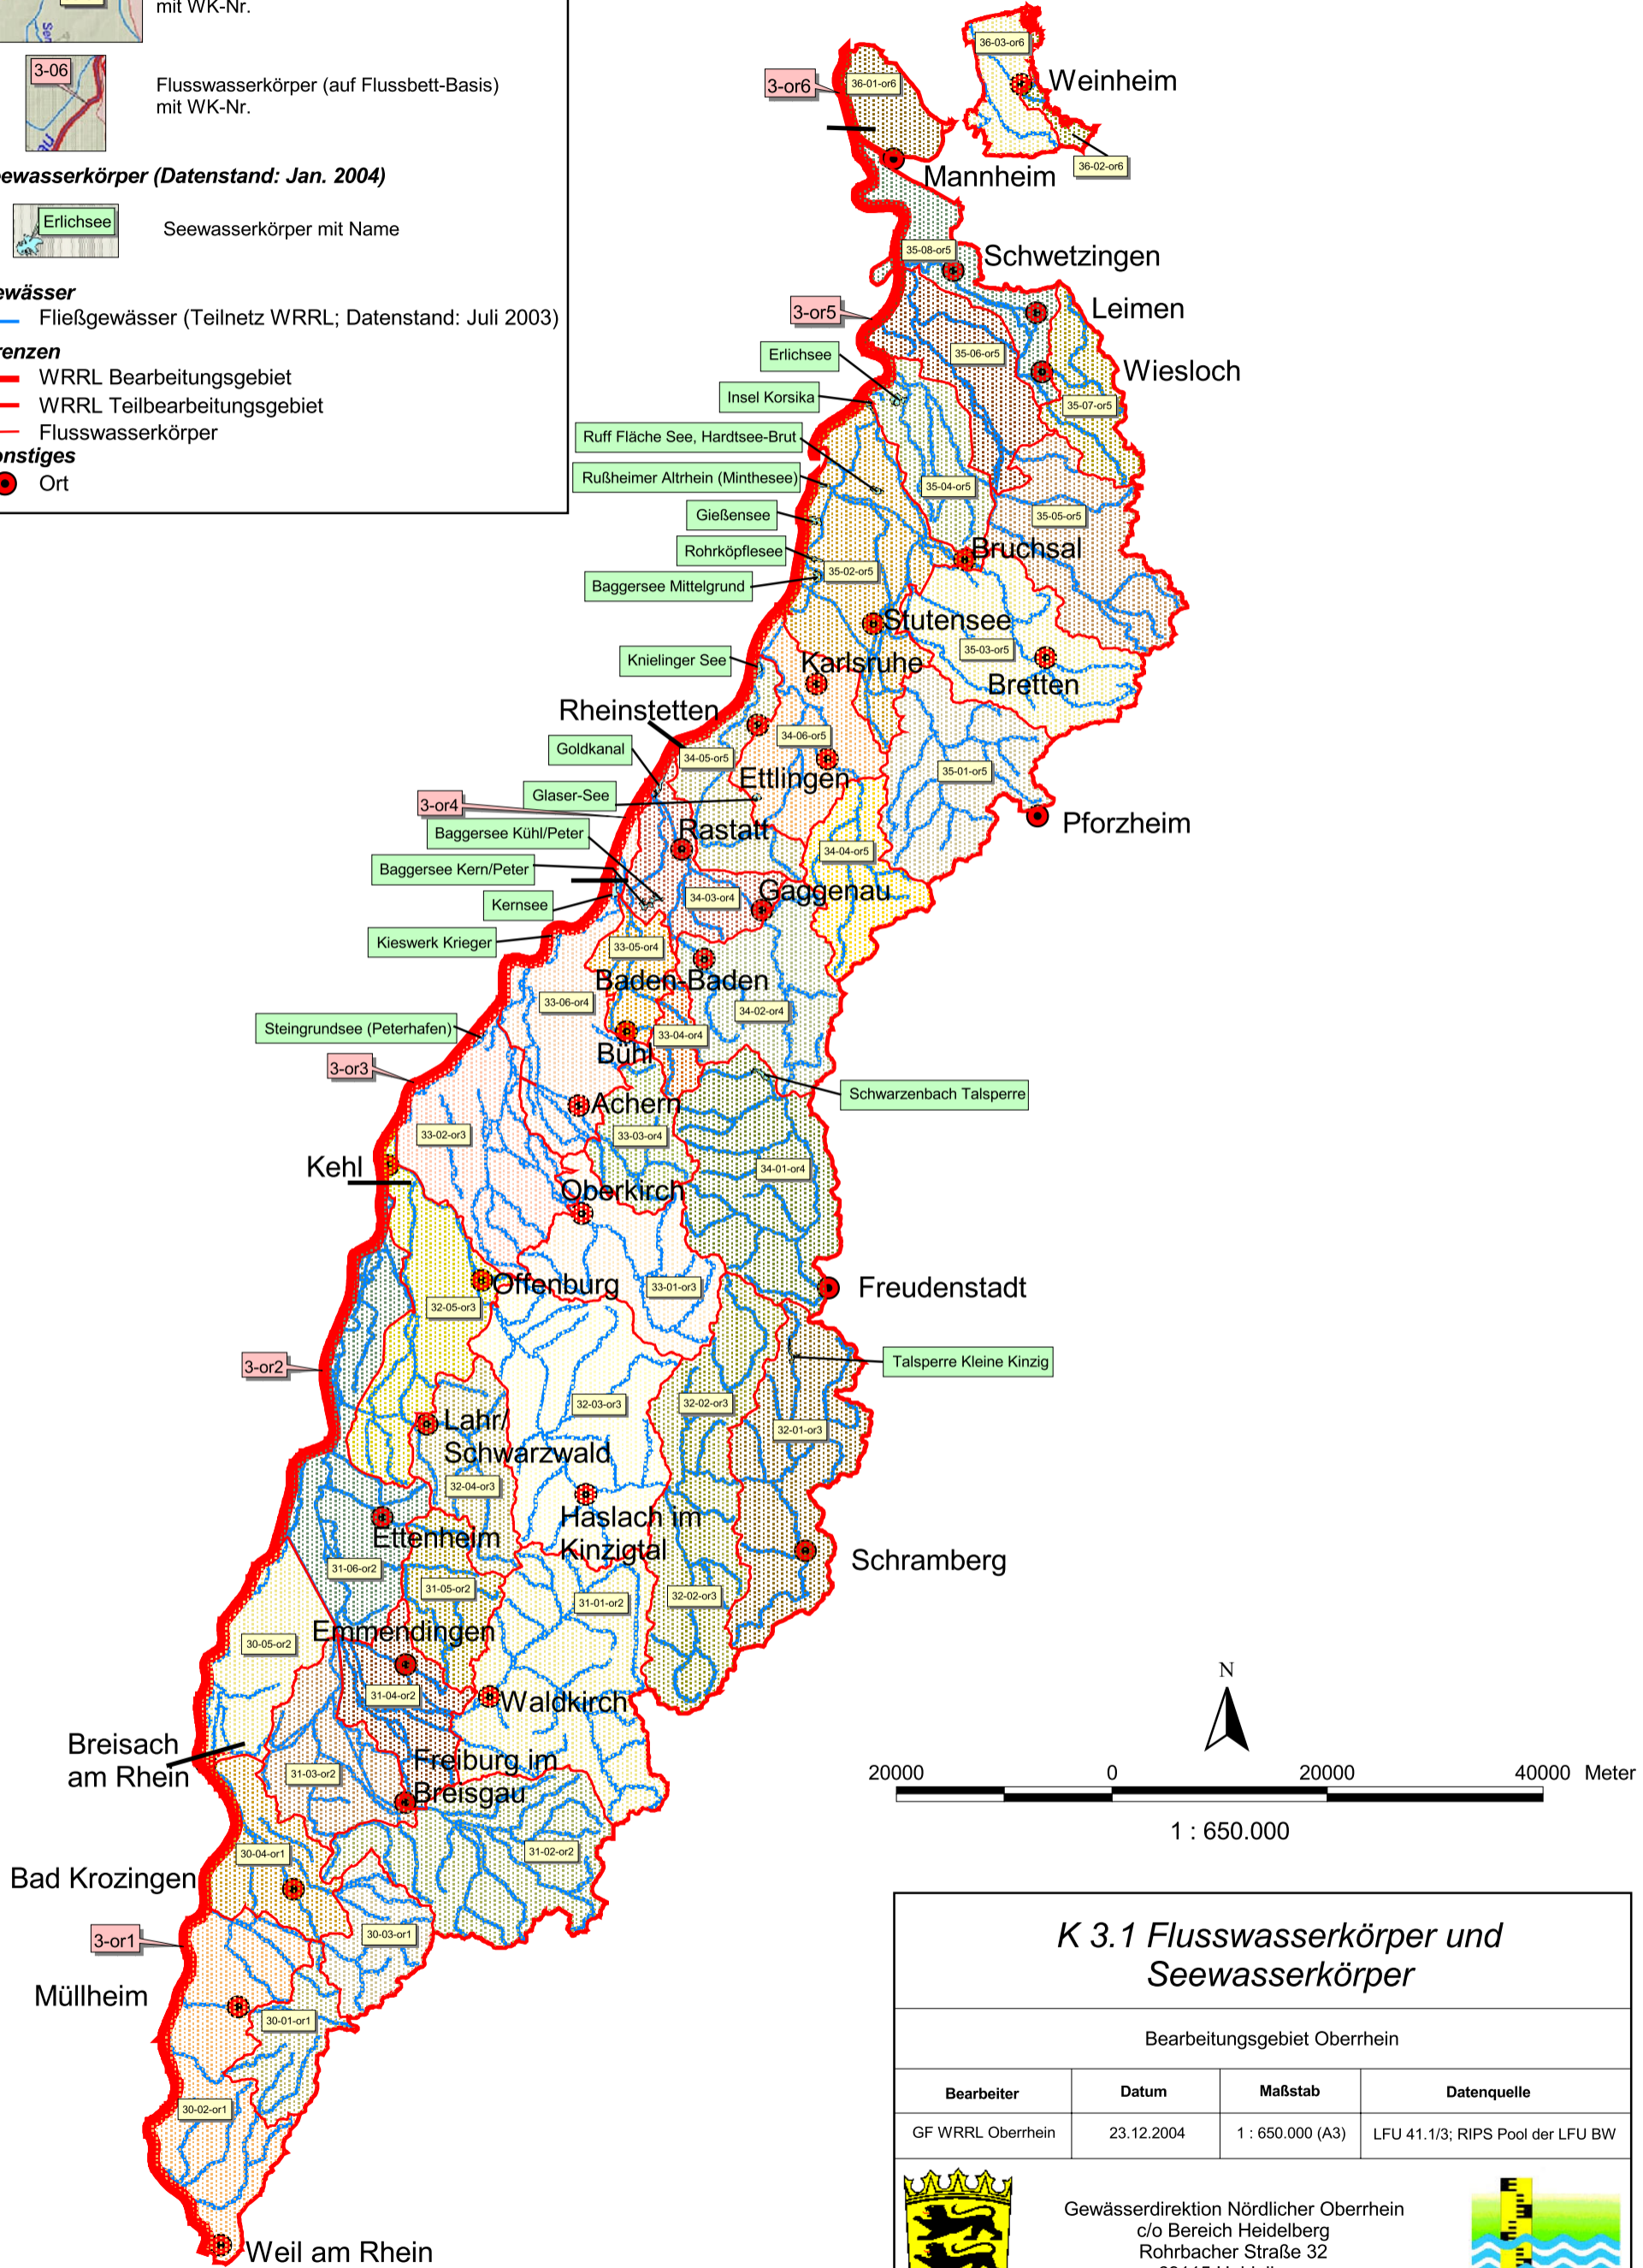 mit WK-Nr.
3-06
Flusswasserkörper (auf Flussbett-Basis)
mit WK-Nr.
eewasserkörper (Datenstand: Jan. 2004)
Erlichsee
Seewasserkörper mit Name
ewässer
Fließgewässer (Teilnetz WRRL; Datenstand: Juli 2003)
renzen
WRRL Bearbeitungsgebiet
WRRL Teilbearbeitungsgebiet
Flusswasserkörper
onstiges
Ort
36-03-or6
Weinheim
3-or6
36-01-or6
36-02-or6
Mannheim
35-08-or5
Schwetzingen
3-or5
Leimen
Erlichsee
35-06-or5
Wiesloch
Insel Korsika
35-07-or5
Ruff Fläche See, Hardtsee-Brut
Rußheimer Altrhein (Minthesee)
35-04-or5
Gießensee
35-05-or5
Rohrköpflesee
Bruchsal
35-02-or5
Baggersee Mittelgrund
Stutensee
35-03-or5
Knielinger See
Karlsruhe
Bretten
Rheinstetten
34-06-or5
Goldkanal
34-05-or5
Ettlingen
35-01-or5
Glaser-See
3-or4
Pforzheim
Baggersee Kühl/Peter
Rastatt
34-04-or5
Baggersee Kern/Peter
Gaggenau
34-03-or4
Kernsee
Kieswerk Krieger
33-05-or4
Baden-Baden
33-06-or4
34-02-or4
Steingrundsee (Peterhafen)
33-04-or4
Bühl
3-or3
Schwarzenbach Talsperre
Achern
33-02-or3
33-03-or4
Kehl
34-01-or4
Oberkirch
Offenburg
33-01-or3
Freudenstadt
32-05-or3
3-or2
Talsperre Kleine Kinzig
32-03-or3
32-02-or3
Lahr/
Schwarzwald
32-01-or3
32-04-or3
Haslach im
Kinzigtal
Ettenheim
Schramberg
31-06-or2
31-05-or2
31-01-or2
32-02-or3
Emmendingen
30-05-or2
31-04-or2
Waldkirch
Breisach
am Rhein
Freiburg im
Breisgau
31-03-or2
N
20000
0
20000
40000 Meter
1 : 650.000
30-04-or1
31-02-or2
Bad Krozingen
30-03-or1
3-or1
Müllheim
30-01-or1
30-02-or1
Weil am Rhein
K 3.1 Flusswasserkörper und
Seewasserkörper
Bearbeitungsgebiet Oberrhein
Bearbeiter Datum Maßstab Datenquelle
GF WRRL Oberrhein 23.12.2004 1 : 650.000 (A3) LFU 41.1/3; RIPS Pool der LFU BW
Gewässerdirektion Nördlicher Oberrhein
c/o Bereich Heidelberg
Rohrbacher Straße 32